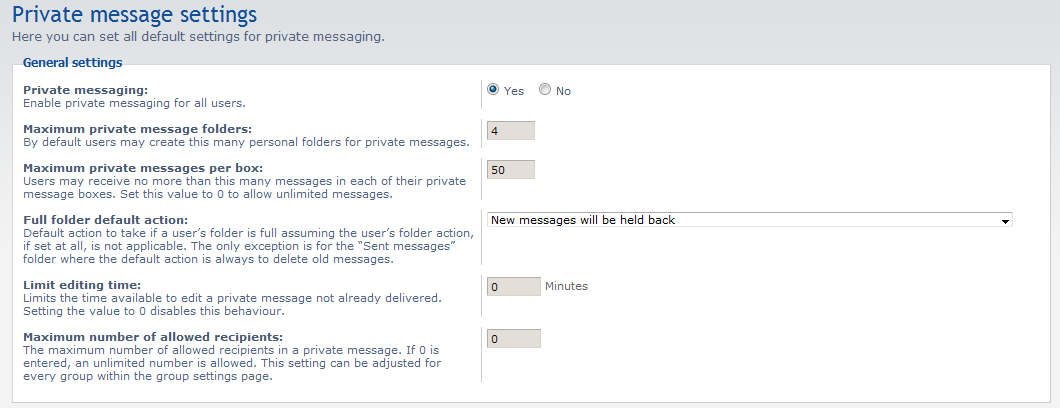 Private message settings
Here you can set all default settings for private messaging.
General settings
Private messaging:
Enable private messaging for all users.
Yes No
Maximum private message folders:
By default users may create this many personal folders for private messages.
4
Maximum private messages per box:
Users may receive no more than this many messages in each of their private
message boxes. Set this value to 0 to allow unlimited messages.
50
Full folder default action:
Default action to take if a user’s folder is full assuming the user’s folder action,
if set at all, is not applicable. The only exception is for the “Sent messages”
folder where the default action is always to delete old messages.
New messages will be held back
Limit editing time:
Limits the time available to edit a private message not already delivered.
Setting the value to 0 disables this behaviour.
0 Minutes
Maximum number of allowed recipients:
The maximum number of allowed recipients in a private message. If 0 is
entered, an unlimited number is allowed. This setting can be adjusted for
every group within the group settings page.
0